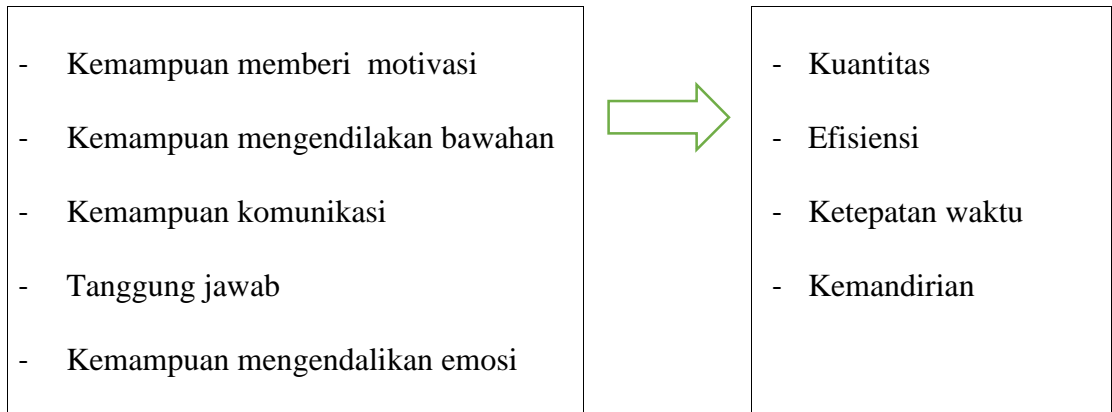 - Kemampuan memberi motivasi
- Kemampuan mengendilakan bawahan
- Kemampuan komunikasi
- Tanggung jawab
- Kemampuan mengendalikan emosi
- Kuantitas
- Efisiensi
- Ketepatan waktu
- Kemandirian